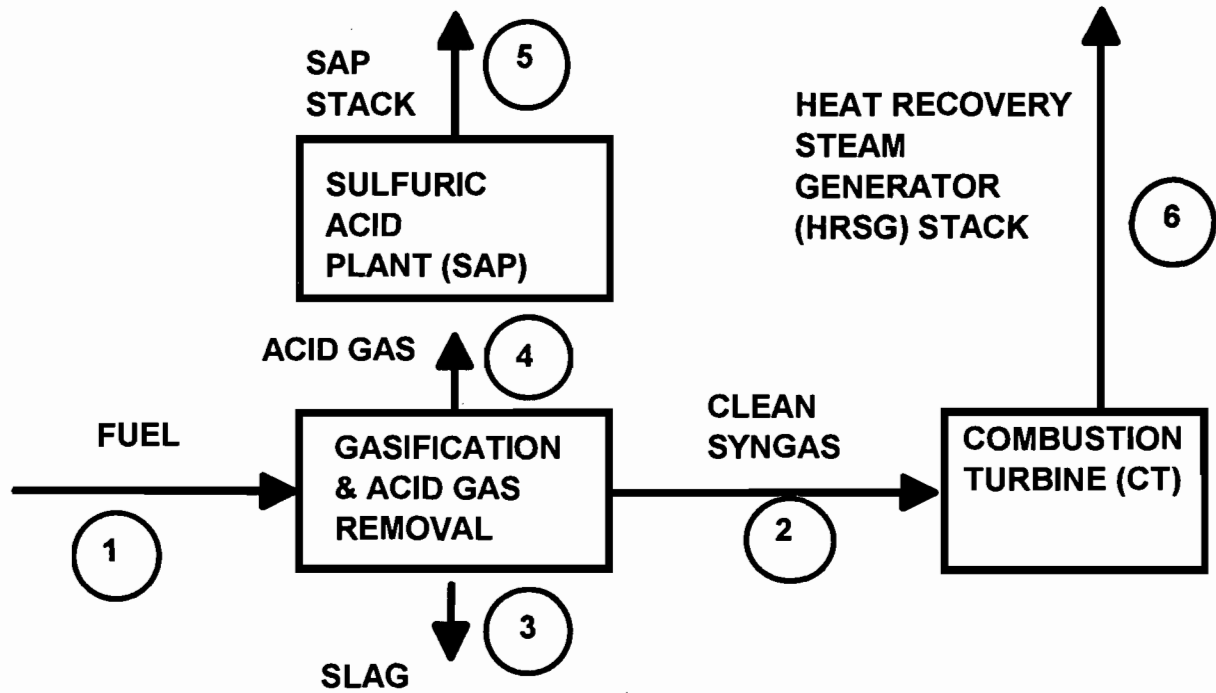 SAP
STACK
5
SULFURIC
ACID
PLANT (SAP)
HEAT RECOVERY
STEAM
GENERATOR
(HRSG) STACK
6
ACID GAS
4
FUEL
1
GASIFICATION
& ACID GAS
REMOVAL
CLEAN
SYNGAS
2
COMBUSTION
TURBINE (CT)
3
SLAG